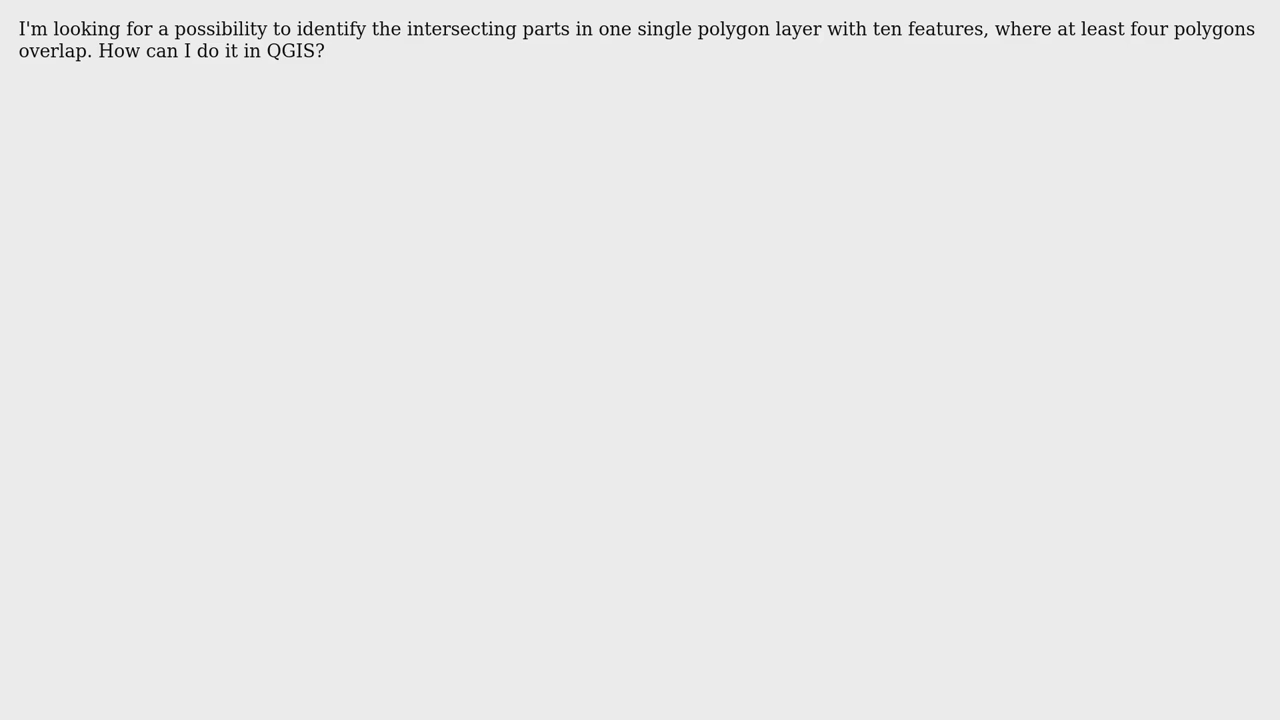 I'm looking for a possibility to identify the intersecting parts in one single polygon layer with ten features, where at least four polygons
overlap. How can I do it in QGIS?